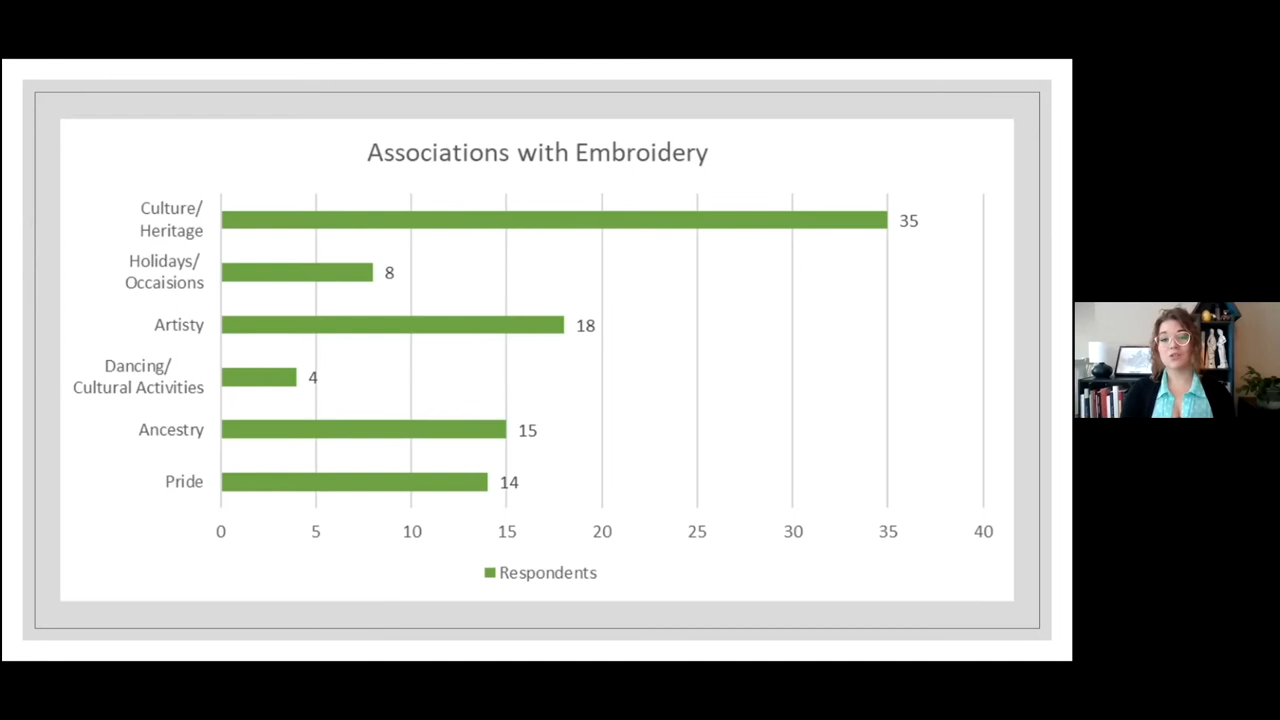 Associations with Embroidery
Culture/
Heritage
35
Holidays/
Occaisions
8
Artisty
18
Dancing/
Cultural Activities
4
Ancestry
15
Pride
14
0 5 10 15 20 25 30 35 40
Respondents